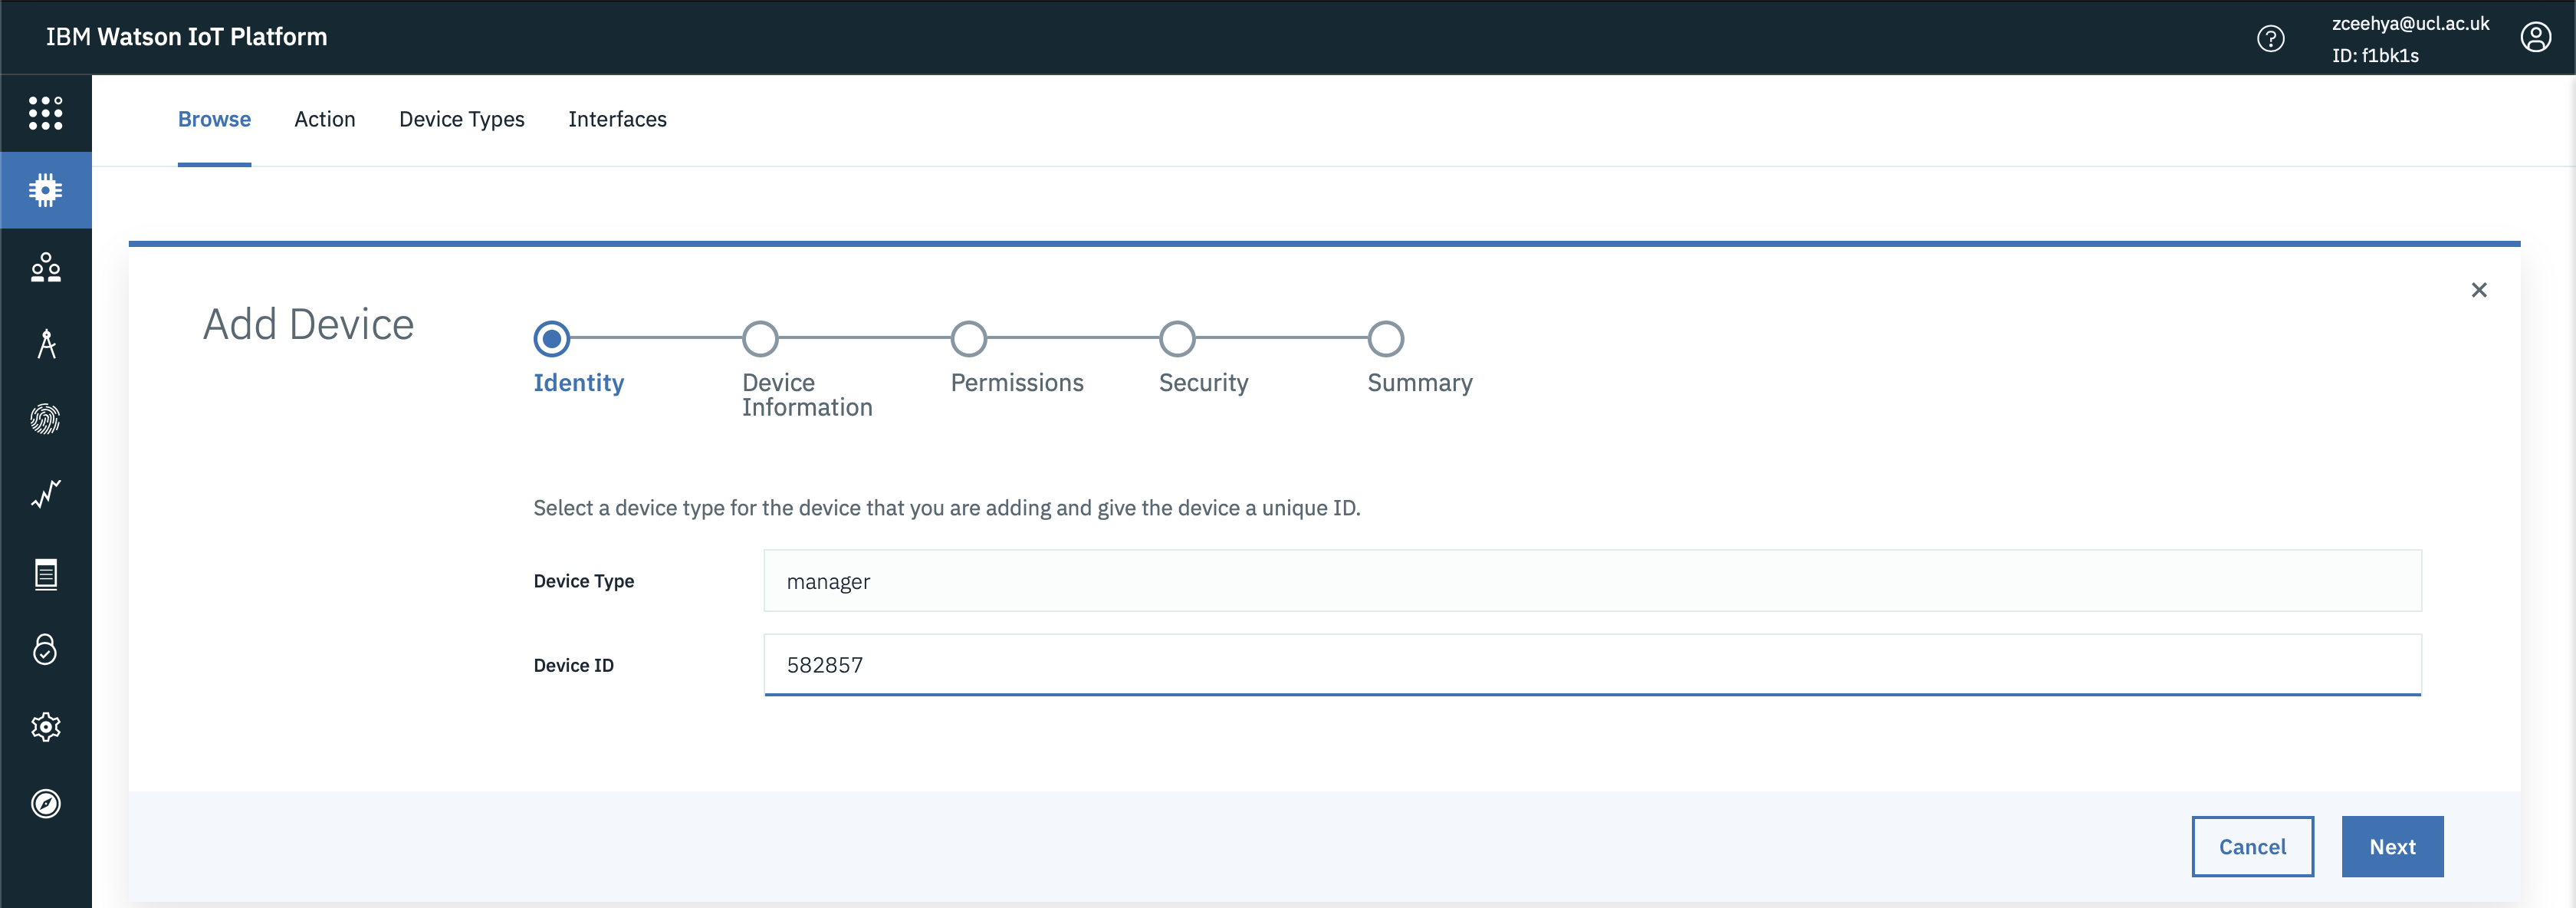 IBM Watson IoT Platform
zceehya@ucl.ac.uk
ID: f1bk1s
Browse Action Device Types Interfaces
Add Device
Identity
Device
Information
Permissions
Security
Summary
Select a device type for the device that you are adding and give the device a unique ID.
Device Type
manager
Device ID
582857
Cancel
Next